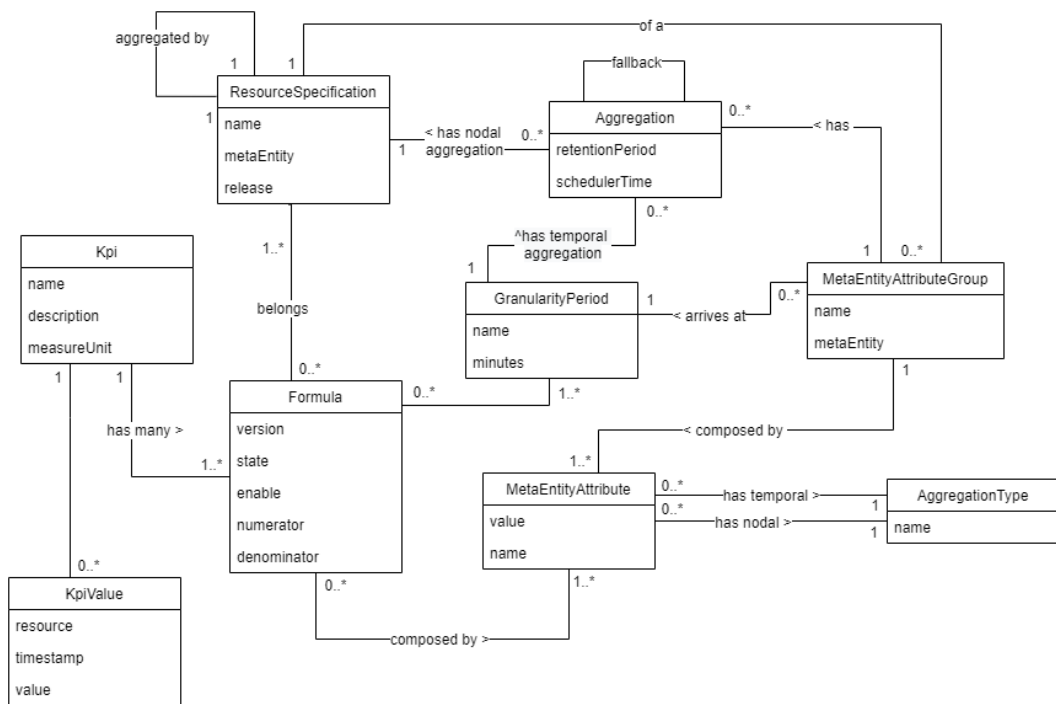 of a
aggregated by
1
1
1
fallback
ResourceSpecification
name
metaEntity
release
Aggregation
retentionPeriod
schedulerTime
0..*
< has
< has nodal
aggregation
1
0..*
0..*
1..*
^has temporal
aggregation
1
1
0..*
Kpi
name
description
measureUnit
GranularityPeriod
name
minutes
1
< arrives at
0..*
MetaEntityAttributeGroup
name
metaEntity
belongs
1
1
0..*
0..*
1..*
1
Formula
version
state
enable
numerator
denominator
has many >
1..*
< composed by
1..*
MetaEntityAttribute
value
name
0..*
has temporal >
1
0..*
has nodal >
1
AggregationType
name
0..*
KpiValue
resource
timestamp
value
0..*
composed by >
1..*